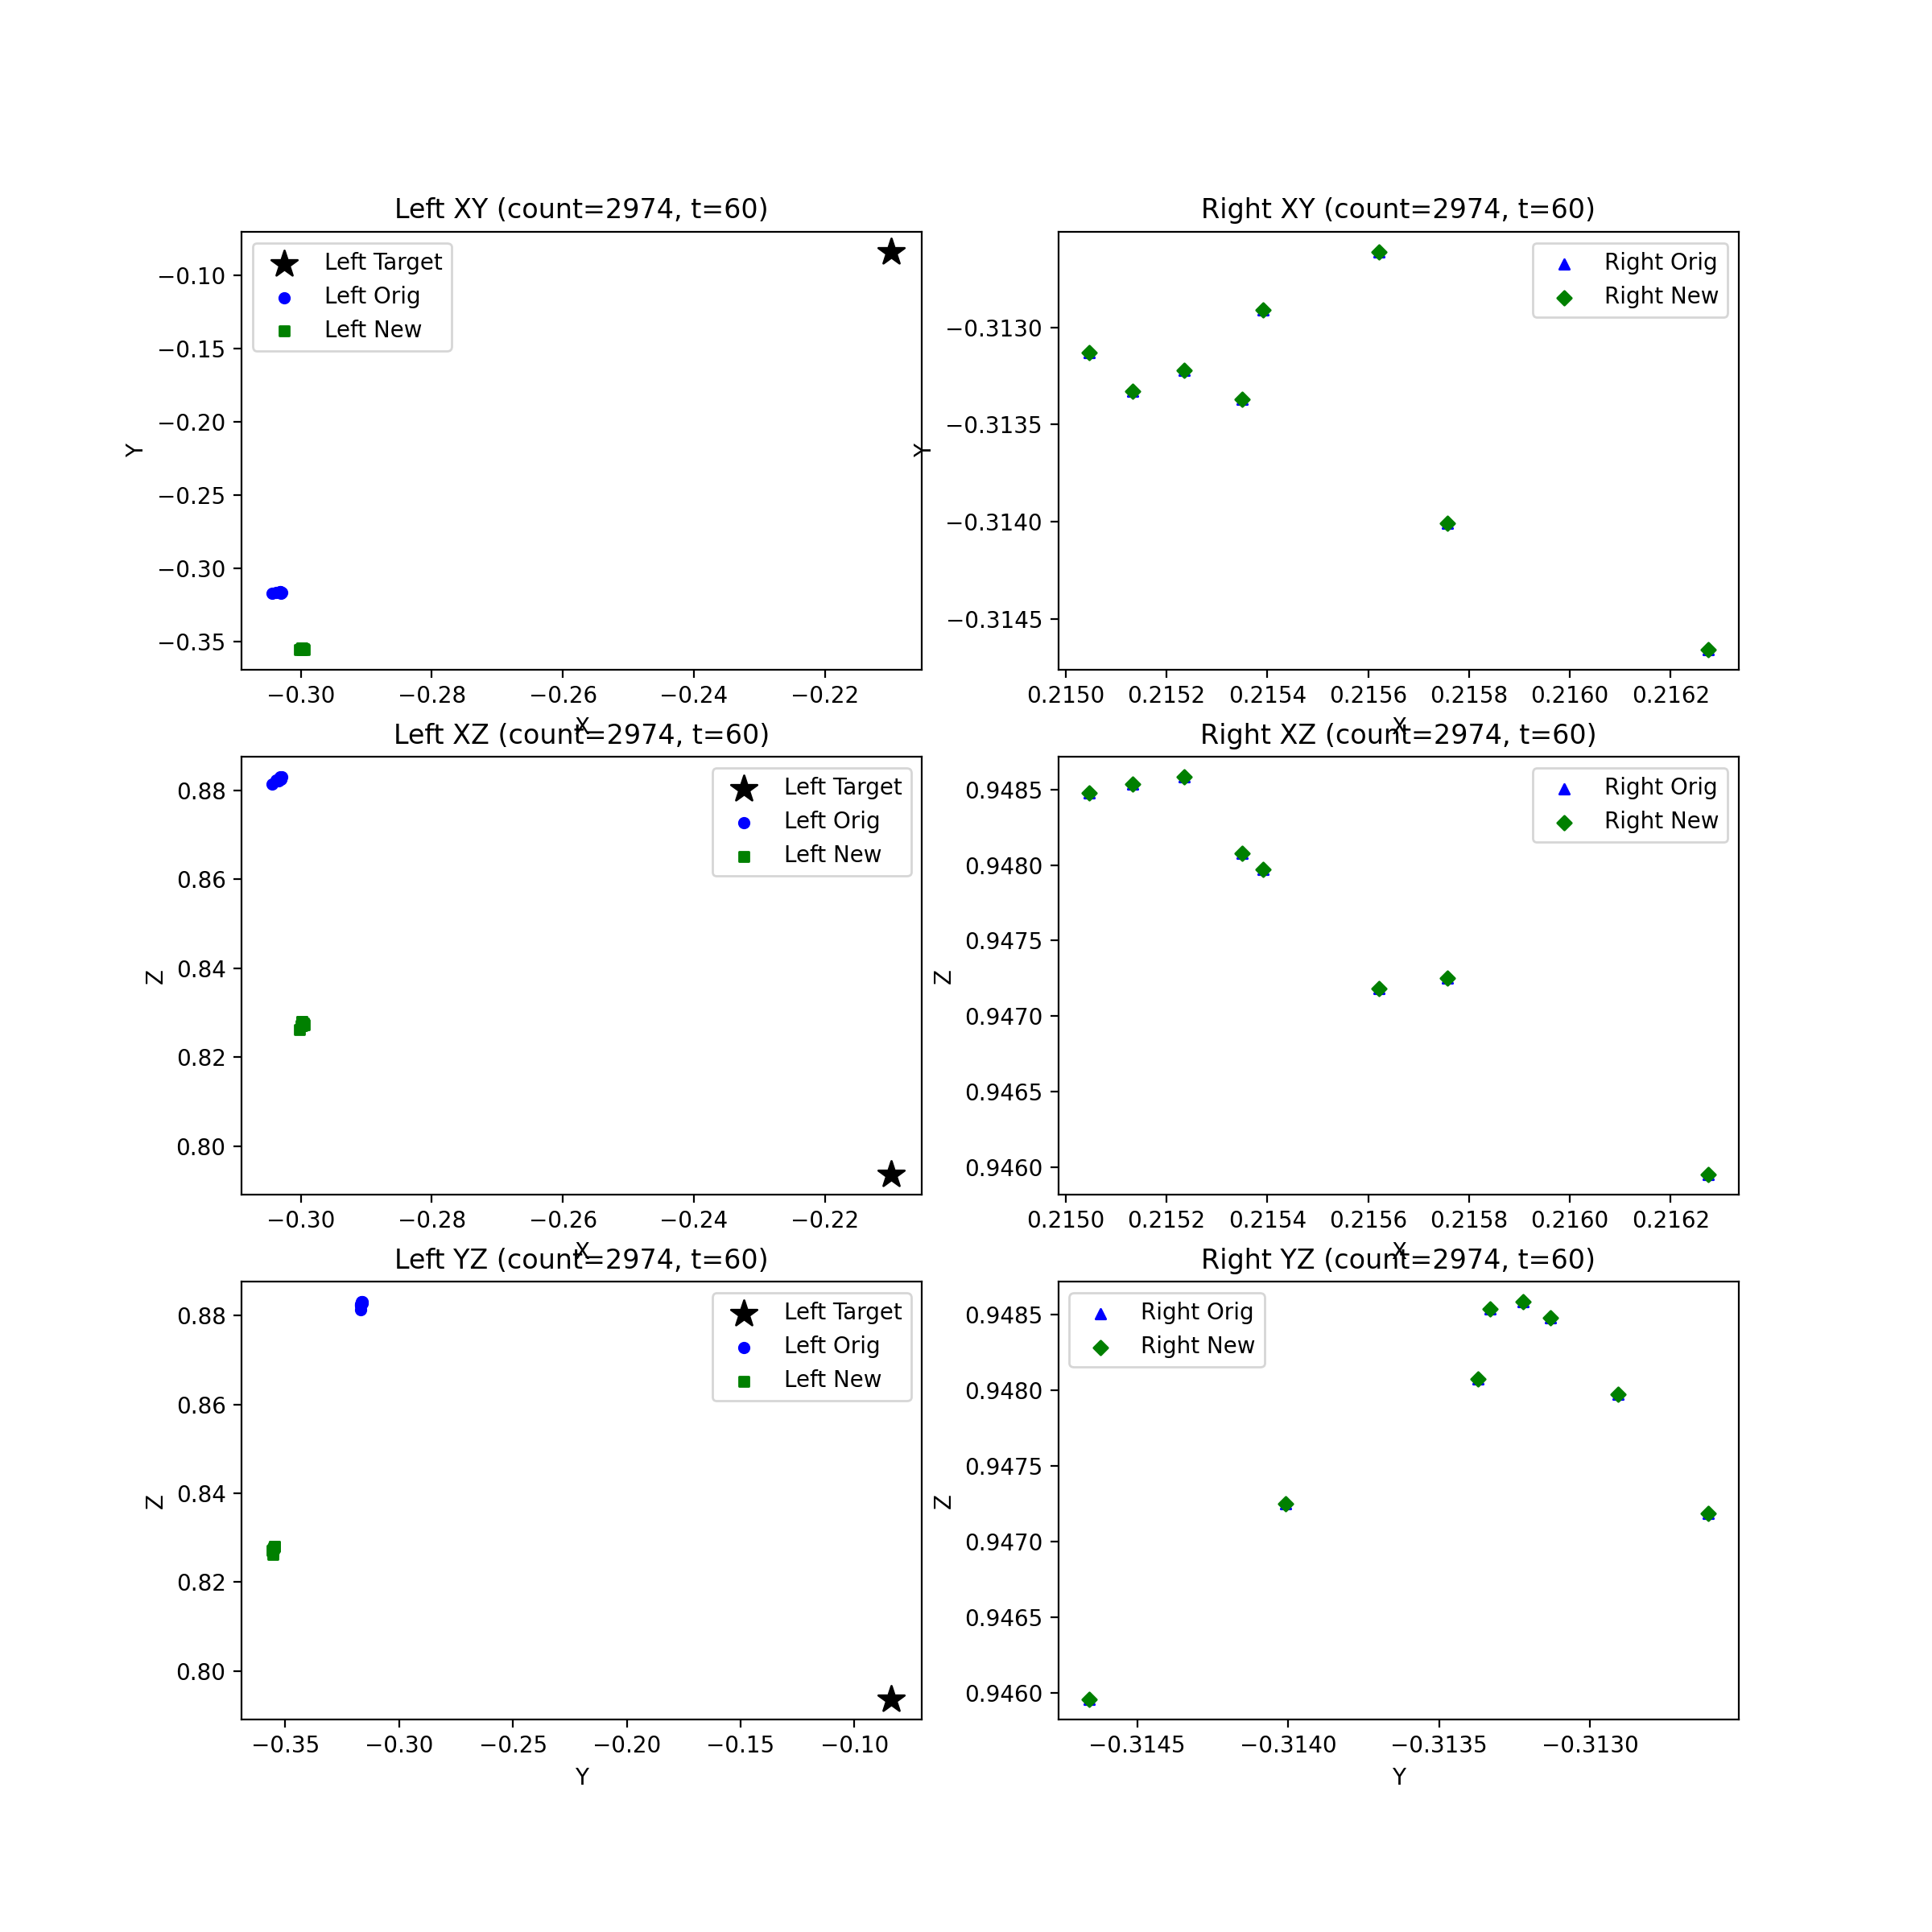 Left XY (count=2974, t=60)
Left Target
Left Orig
Left New
−0.10
−0.15
−0.20
−0.25
−0.30
−0.35
Y
−0.30 −0.28 −0.26 −0.24 −0.22
X
Right XY (count=2974, t=60)
Right Orig
Right New
−0.3130
−0.3135
−0.3140
−0.3145
Y
0.2150 0.2152 0.2154 0.2156 0.2158 0.2160 0.2162
X
Left XZ (count=2974, t=60)
Left Target
Left Orig
Left New
0.88
0.86
0.84
0.82
0.80
Z
−0.30 −0.28 −0.26 −0.24 −0.22
X
Right XZ (count=2974, t=60)
Right Orig
Right New
0.9485
0.9480
0.9475
0.9470
0.9465
0.9460
Z
0.2150 0.2152 0.2154 0.2156 0.2158 0.2160 0.2162
X
Left YZ (count=2974, t=60)
Left Target
Left Orig
Left New
0.88
0.86
0.84
0.82
0.80
Z
−0.35 −0.30 −0.25 −0.20 −0.15 −0.10
Y
Right YZ (count=2974, t=60)
Right Orig
Right New
0.9485
0.9480
0.9475
0.9470
0.9465
0.9460
Z
−0.3145 −0.3140 −0.3135 −0.3130
Y